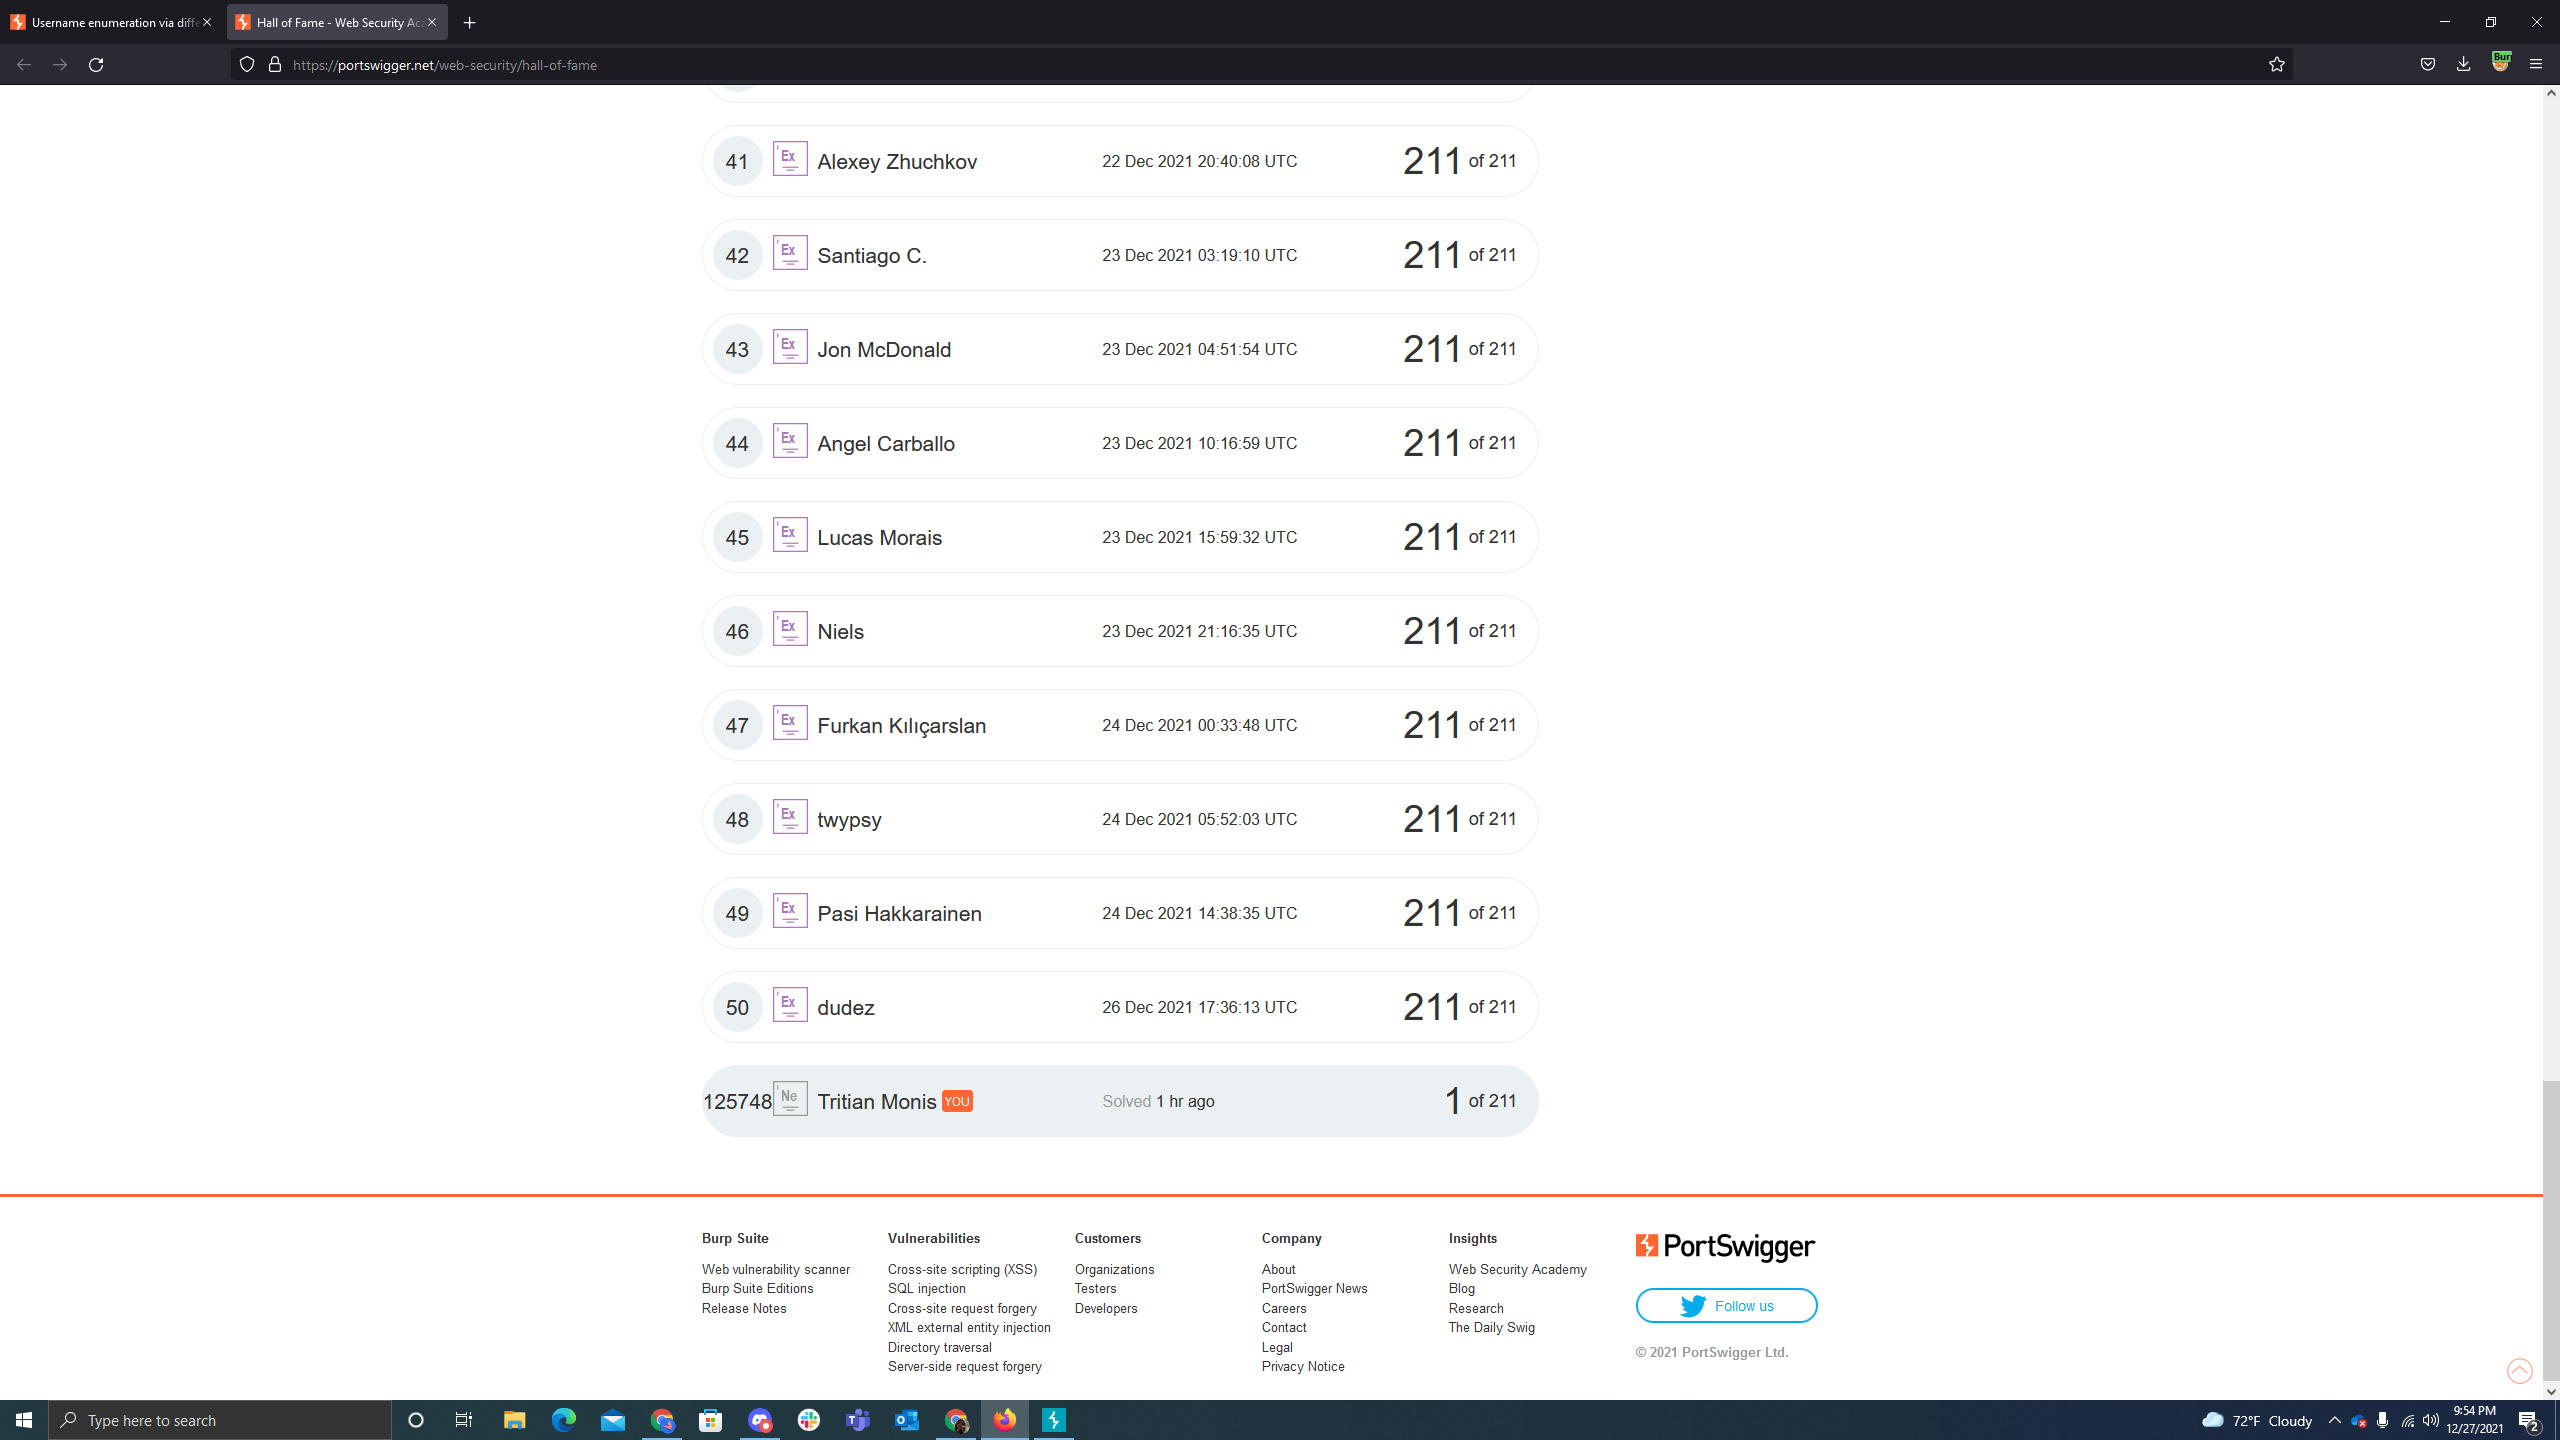 Username enumeration via diffe
Hall of Fame - Web Security Aca
https://portswigger.net/web-security/hall-of-fame
Bur
41 Ex Alexey Zhuchkov 22 Dec 2021 20:40:08 UTC 211 of 211
42 Ex Santiago C. 23 Dec 2021 03:19:10 UTC 211 of 211
43 Ex Jon McDonald 23 Dec 2021 04:51:54 UTC 211 of 211
44 Ex Angel Carballo 23 Dec 2021 10:16:59 UTC 211 of 211
45 Ex Lucas Morais 23 Dec 2021 15:59:32 UTC 211 of 211
46 Ex Niels 23 Dec 2021 21:16:35 UTC 211 of 211
47 Ex Furkan Kılıçarslan 24 Dec 2021 00:33:48 UTC 211 of 211
48 Ex twypsy 24 Dec 2021 05:52:03 UTC 211 of 211
49 Ex Pasi Hakkarainen 24 Dec 2021 14:38:35 UTC 211 of 211
50 Ex dudez 26 Dec 2021 17:36:13 UTC 211 of 211
125748 Ne Tritian Monis YOU Solved 1 hr ago 1 of 211
Burp Suite
Web vulnerability scanner
Burp Suite Editions
Release Notes
Vulnerabilities
Cross-site scripting (XSS)
SQL injection
Cross-site request forgery
XML external entity injection
Directory traversal
Server-side request forgery
Customers
Organizations
Testers
Developers
Company
About
PortSwigger News
Careers
Contact
Legal
Privacy Notice
Insights
Web Security Academy
Blog
Research
The Daily Swig
PortSwigger
Follow us
© 2021 PortSwigger Ltd.
Type here to search
72°F Cloudy
9:54 PM
12/27/2021
2